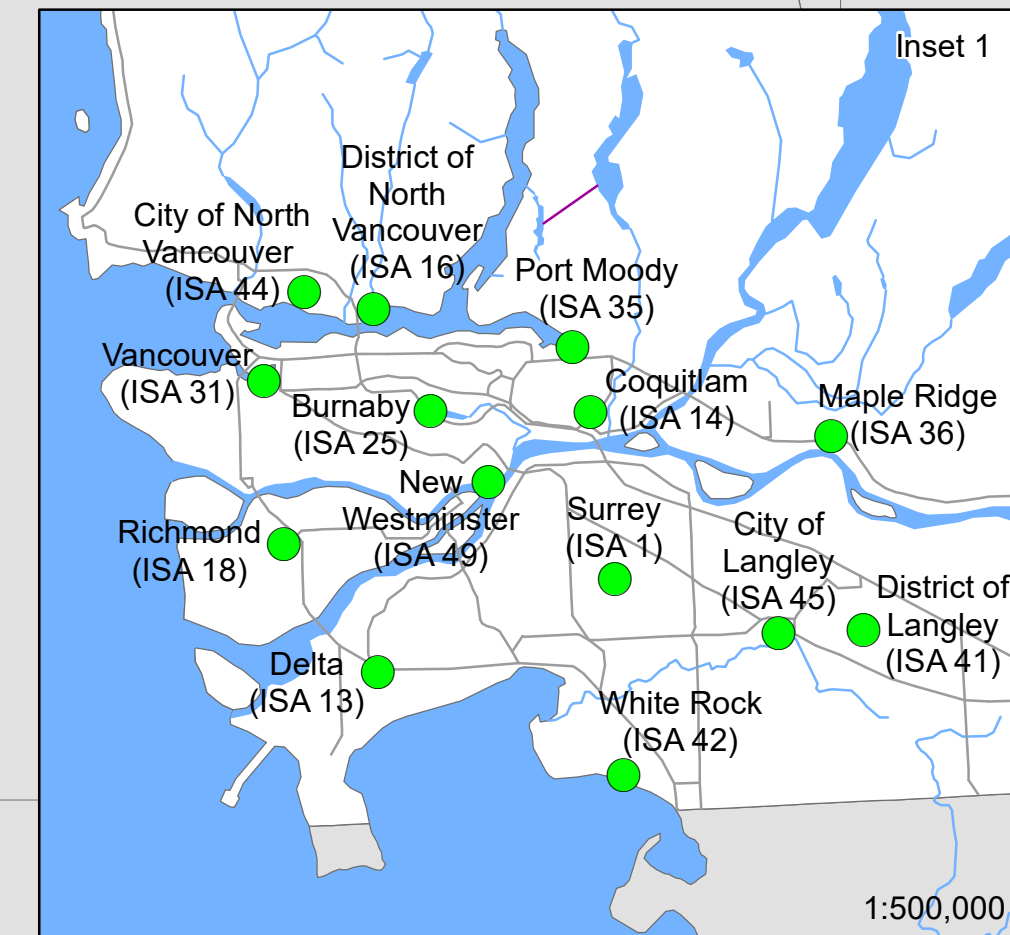 Inset 1
District of
North
Vancouver
(ISA 16)
City of North
Vancouver
(ISA 44)
Port Moody
(ISA 35)
Vancouver
(ISA 31)
Burnaby
(ISA 25)
Coquitlam
(ISA 14)
Maple Ridge
(ISA 36)
New
Westminster
(ISA 49)
Richmond
(ISA 18)
Surrey
(ISA 1)
City of
Langley
(ISA 45)
District of
Langley
(ISA 41)
Delta
(ISA 13)
White Rock
(ISA 42)
1:500,000